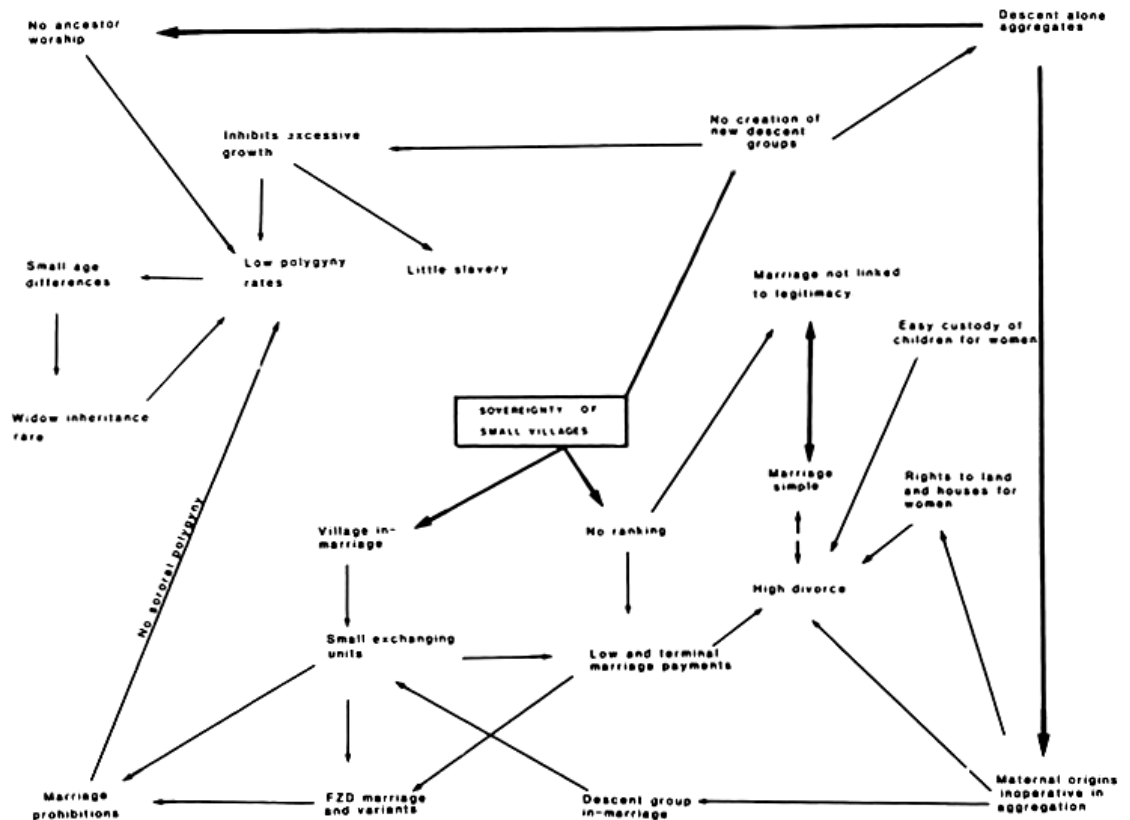 No ancestor
worship
Descent alone
aggregates
No creation of
new descent
groups
Inhibits excessive
growth
Small age
differences
Low polygyny
rates
Little slavery
Marriage not linked
to legitimacy
Easy custody of
children for women
Widow inheritance
rare
SOVEREIGNTY OF
SMALL VILLAGES
Marriage
simple
Rights to land
and houses for
women
No sororal polygyny
Village in-
marriage
No ranking
High divorce
Small exchanging
units
Low and terminal
marriage payments
Marriage
prohibitions
FZD marriage
and variants
Descent group
in-marriage
Maternal origins
inoperative in
aggregation